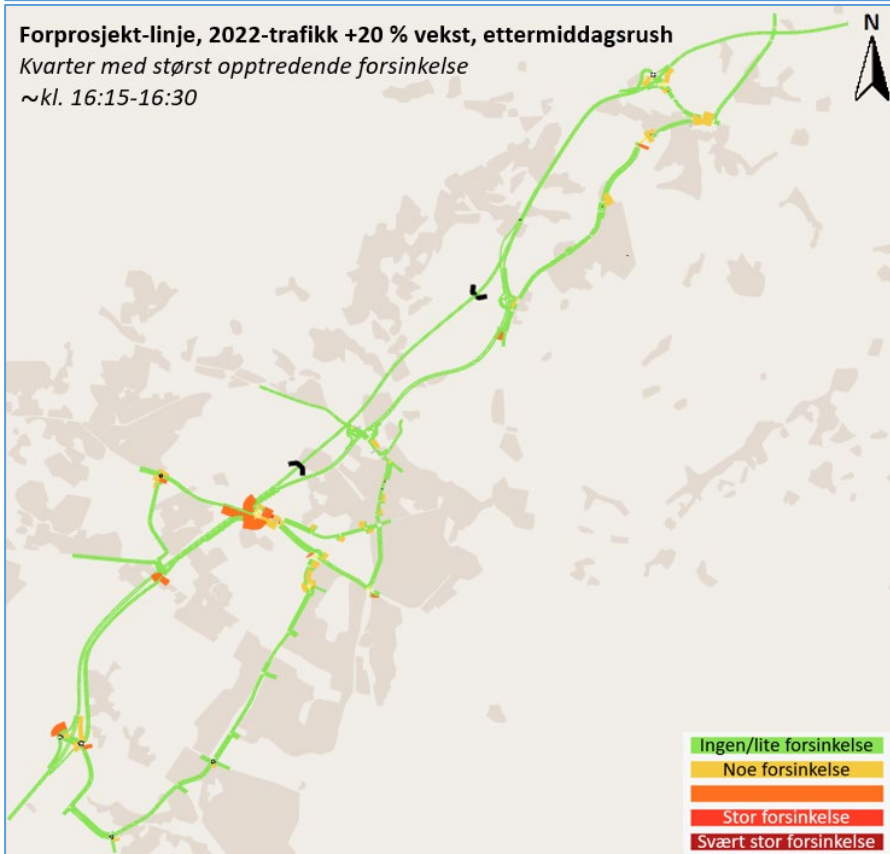 Forprosjekt-linje, 2022-trafikk +20 % vekst, ettermiddagsrush
Kvarter med størst opptredende forsinkelse
~kl. 16:15-16:30
N
Ingen/lite forsinkelse
Noe forsinkelse
Stor forsinkelse
Svært stor forsinkelse